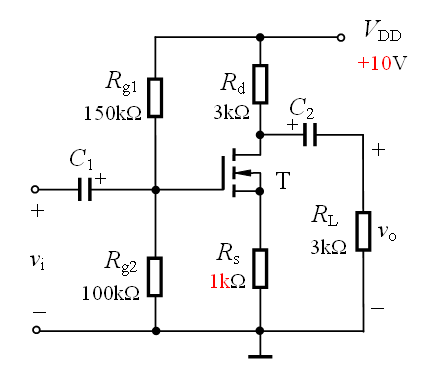 V_DD
+10V
R_g1
150kΩ
R_d
3kΩ
C_2
+
C_1
+
T
+
+
R_L
3kΩ
v_o
v_i
R_g2
100kΩ
R_s
1kΩ
−
−